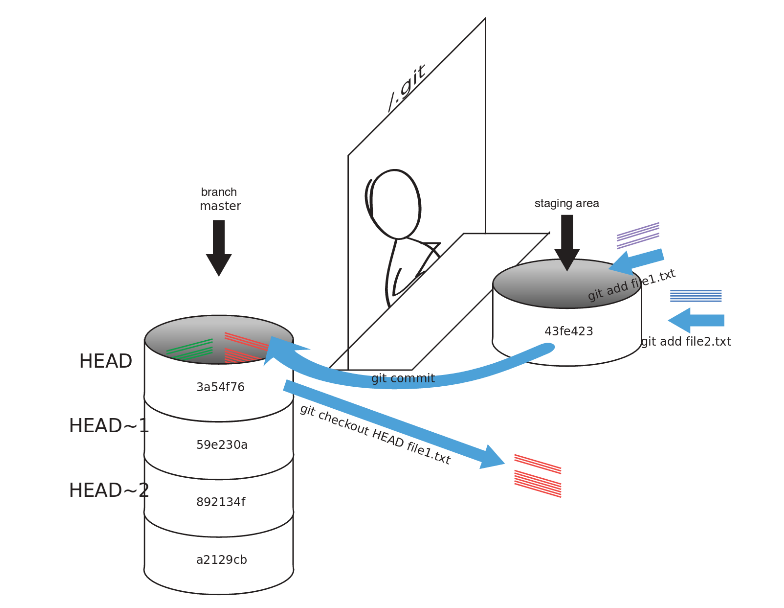 /.git
branch
master
staging area
git add file1.txt
43fe423
git add file2.txt
HEAD
3a54f76
git commit
git checkout HEAD file1.txt
HEAD~1
59e230a
HEAD~2
892134f
a2129cb